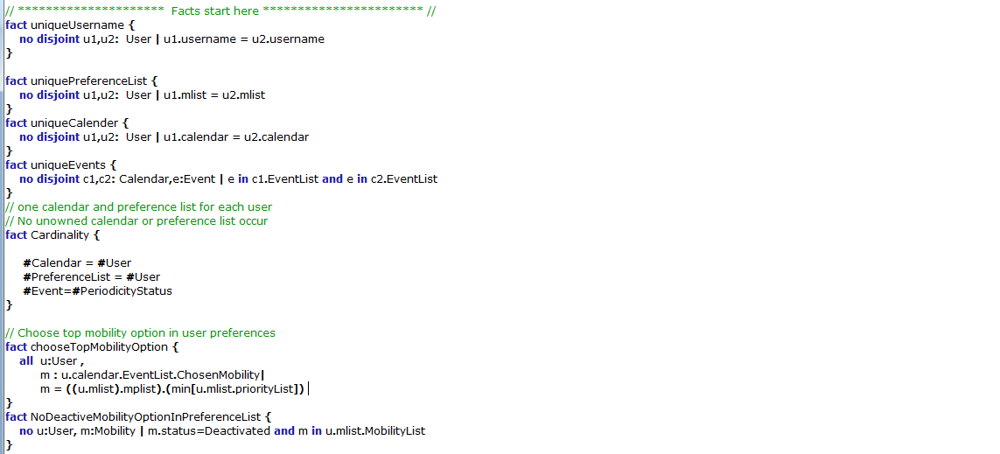 // ********************* Facts start here *********************** //
fact uniqueUsername {
no disjoint u1,u2: User | u1.username = u2.username
}
fact uniquePreferenceList {
no disjoint u1,u2: User | u1.mlist = u2.mlist
}
fact uniqueCalender {
no disjoint u1,u2: User | u1.calendar = u2.calendar
}
fact uniqueEvents {
no disjoint c1,c2: Calendar,e:Event | e in c1.EventList and e in c2.EventList
}
// one calendar and preference list for each user
// No unowned calendar or preference list occur
fact Cardinality {
#Calendar = #User
#PreferenceList = #User
#Event=#PeriodicityStatus
}
// Choose top mobility option in user preferences
fact chooseTopMobilityOption {
all u:User ,
m : u.calendar.EventList.ChosenMobility|
m = ((u.mlist).mplist).(min[u.mlist.priorityList])
}
fact NoDeactiveMobilityOptionInPreferenceList {
no u:User, m:Mobility | m.status=Deactivated and m in u.mlist.MobilityList
}